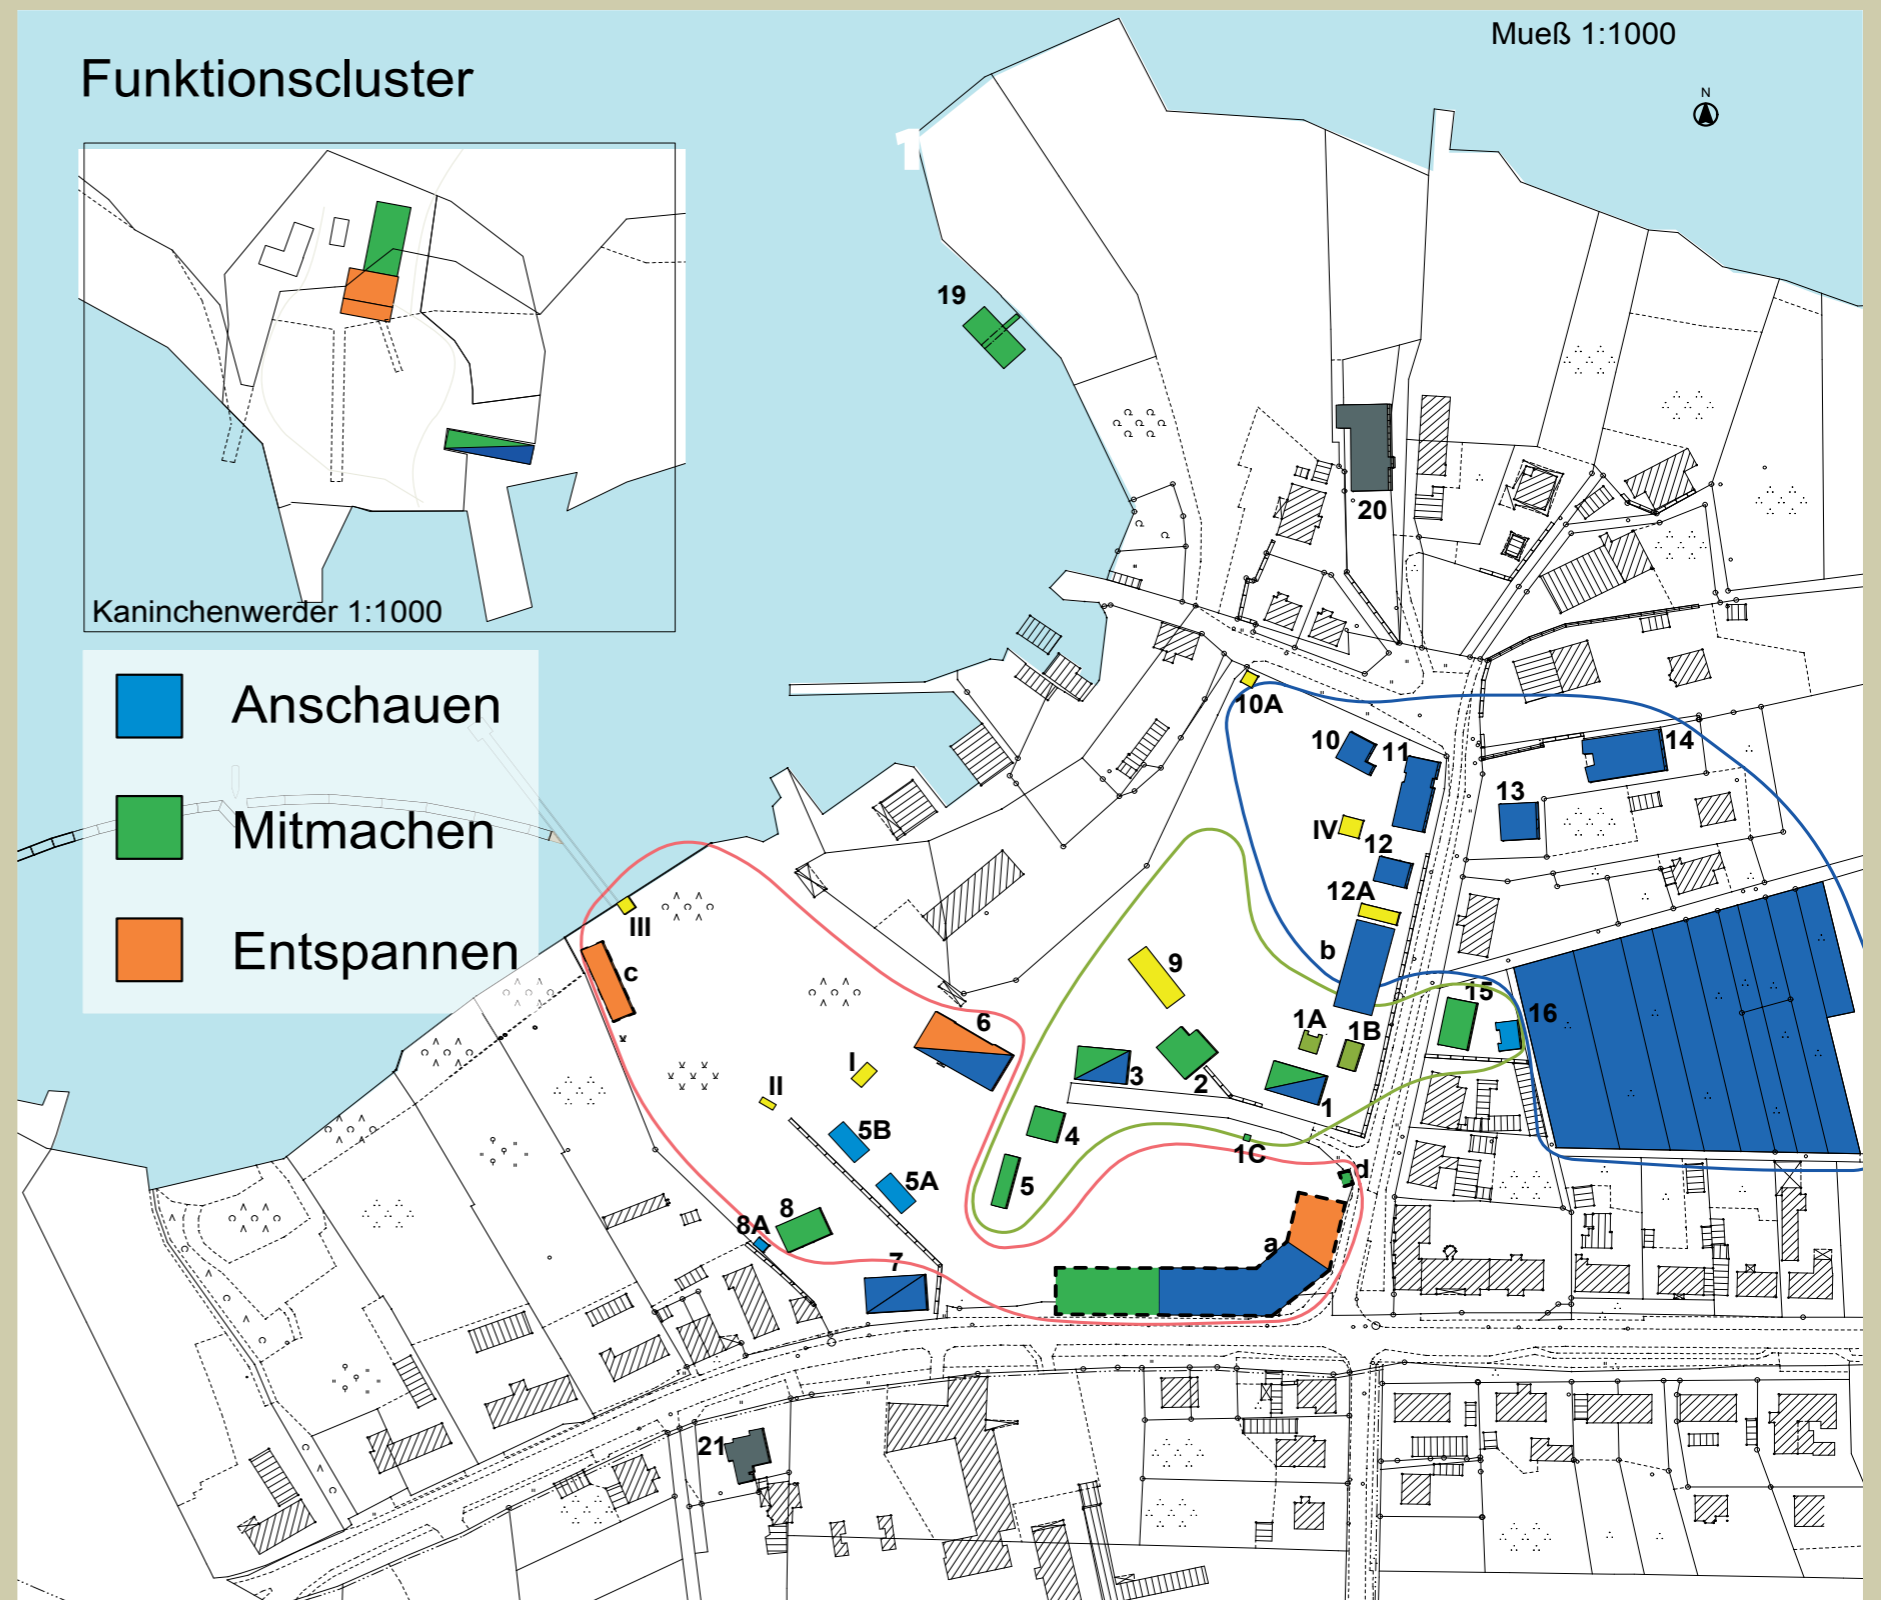 Mueß 1:1000
Funktionscluster
N
1
19
Kaninchenwerder 1:1000
20
Anschauen
Mitmachen
Entspannen
10A
10
11
14
13
IV
12
12A
III
c
b
9
15
16
6
1A
1B
I
II
3
2
1
5B
4
1C
d
5A
5
8
8A
a
7
21